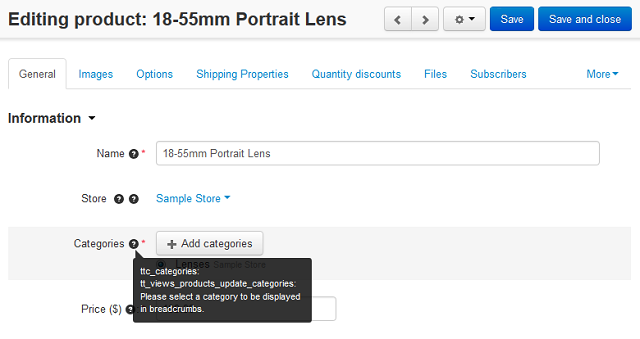 Editing product: 18-55mm Portrait Lens
Save
Save and close
General
Images
Options
Shipping Properties
Quantity discounts
Files
Subscribers
More
Information
Name ? *
18-55mm Portrait Lens
Store ? ?
Sample Store
Categories ? *
+ Add categories
Lenses Sample Store
ttc_categories:
tt_views_products_update_categories:
Please select a category to be displayed
in breadcrumbs.
Price ($) ?